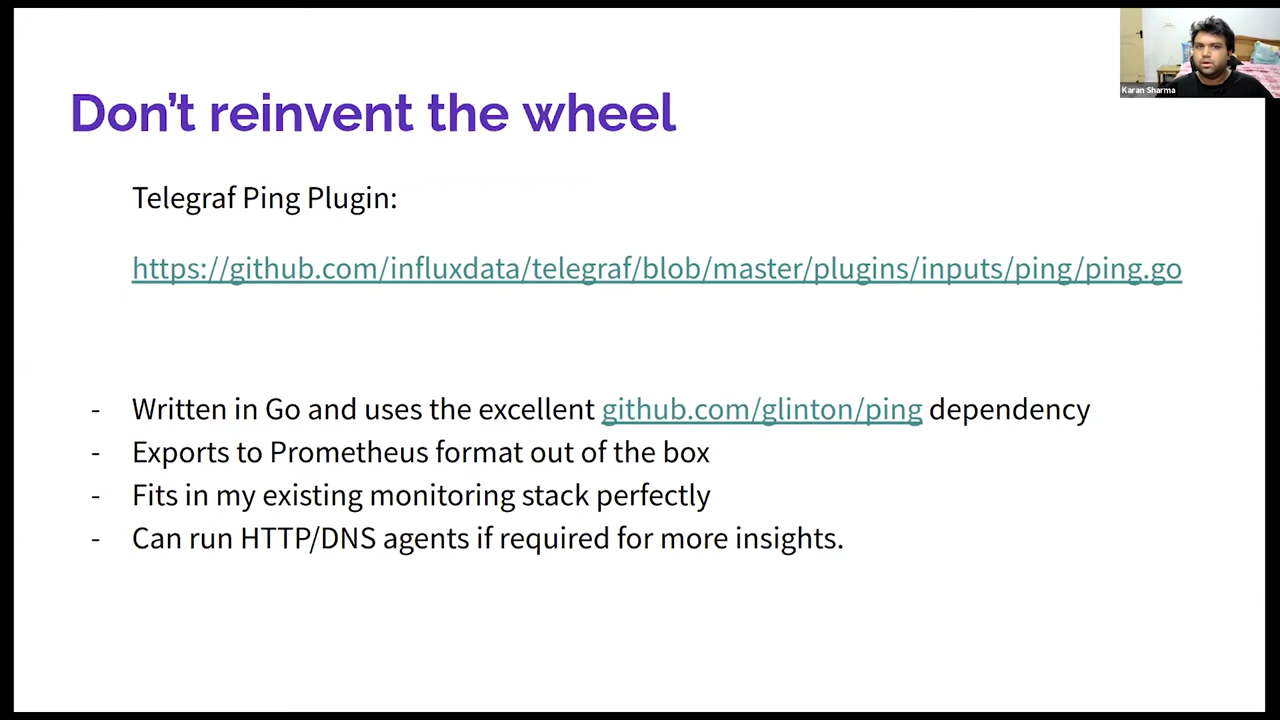 Karan Sharma
Don't reinvent the wheel
Telegraf Ping Plugin:
https://github.com/influxdata/telegraf/blob/master/plugins/inputs/ping/ping.go
- Written in Go and uses the excellent github.com/glinton/ping dependency
- Exports to Prometheus format out of the box
- Fits in my existing monitoring stack perfectly
- Can run HTTP/DNS agents if required for more insights.